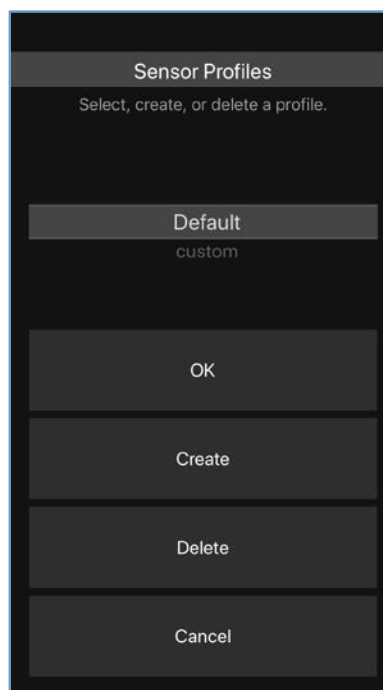 Sensor Profiles
Select, create, or delete a profile.
Default
custom
OK
Create
Delete
Cancel